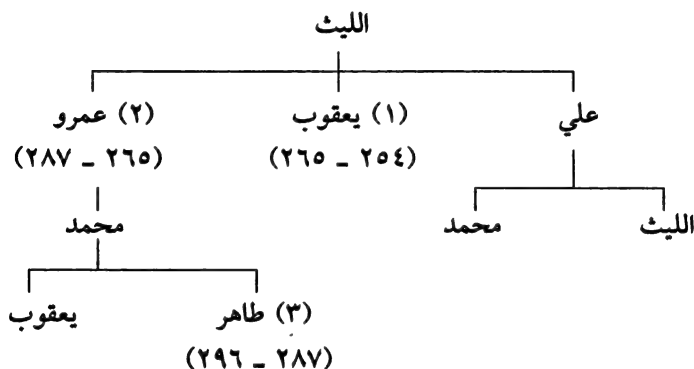 الليث
علي (١) يعقوب (٢) عمرو
(٢٥٤ – ٢٦٥) (٢٦٥ – ٢٨٧)
الليث محمد محمد
(٣) طاهر يعقوب
(٢٨٧ – ٢٩٦)